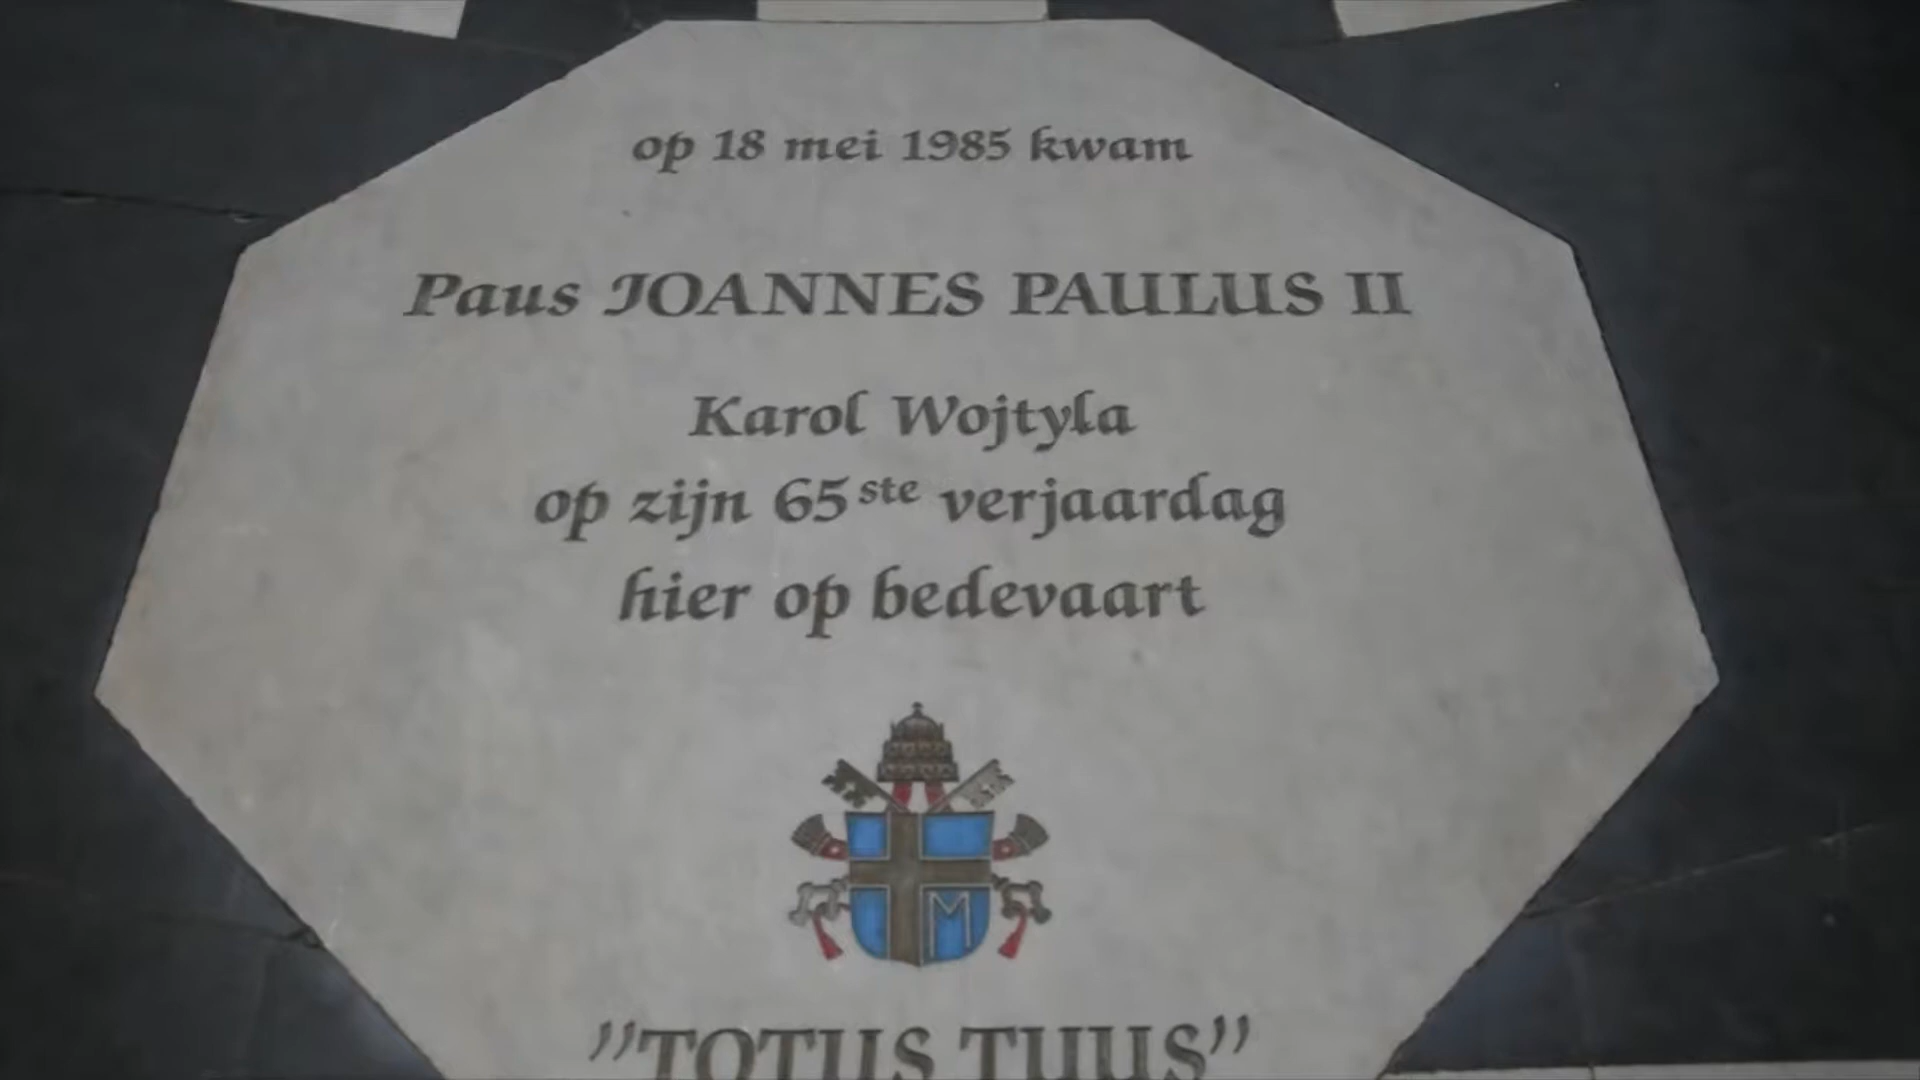 op 18 mei 1985 kwam
Paus JOANNES PAULUS II
Karol Wojtyla
op zijn 65ste verjaardag
hier op bedevaart
M
"TOTUS TUUS"